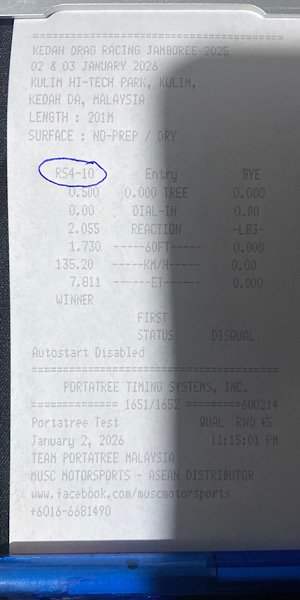 ========================================
KEDAH DRAG RACING JAMBOREE 2025
02 & 03 JANUARY 2026
KULIM HI-TECH PARK, KULIM,
KEDAH DA, MALAYSIA
LENGTH : 201M
SURFACE : NO-PREP / DRY
RS4-10 Entry BYE
0.500 0.000 TREE 0.000
0.00 DIAL-IN 0.00
2.055 REACTION -LB3-
1.730 -----60FT----- 0.000
135.20 -----KM/H----- 0.00
7.811 ------ET------ 0.000
WINNER
FIRST
STATUS DISQUAL
Autostart Disabled
========================================
PORTATREE TIMING SYSTEMS, INC.
============= 1651/1652 =========600214
Portatree Test QUAL RND 45
January 2, 2026 11:15:01 PM
TEAM PORTATREE MALAYSIA
MUSC MOTORSPORTS - ASEAN DISTRIBUTOR
www.facebook.com/muscmotorsports
+6016-6681490